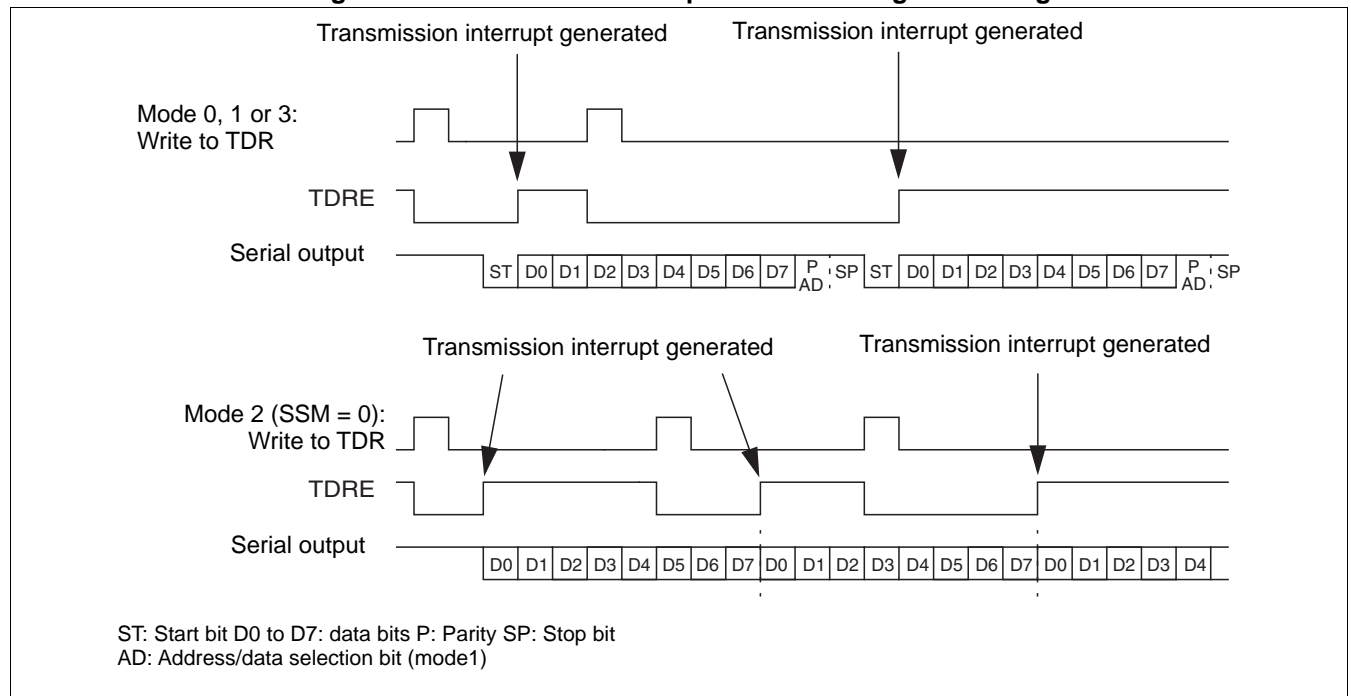 Transmission interrupt generated
Transmission interrupt generated
Mode 0, 1 or 3:
Write to TDR
TDRE
Serial output
ST D0 D1 D2 D3 D4 D5 D6 D7 P AD SP ST D0 D1 D2 D3 D4 D5 D6 D7 P AD SP
Transmission interrupt generated
Transmission interrupt generated
Mode 2 (SSM = 0):
Write to TDR
TDRE
Serial output
D0 D1 D2 D3 D4 D5 D6 D7 D0 D1 D2 D3 D4 D5 D6 D7 D0 D1 D2 D3 D4
ST: Start bit D0 to D7: data bits P: Parity SP: Stop bit
AD: Address/data selection bit (mode1)